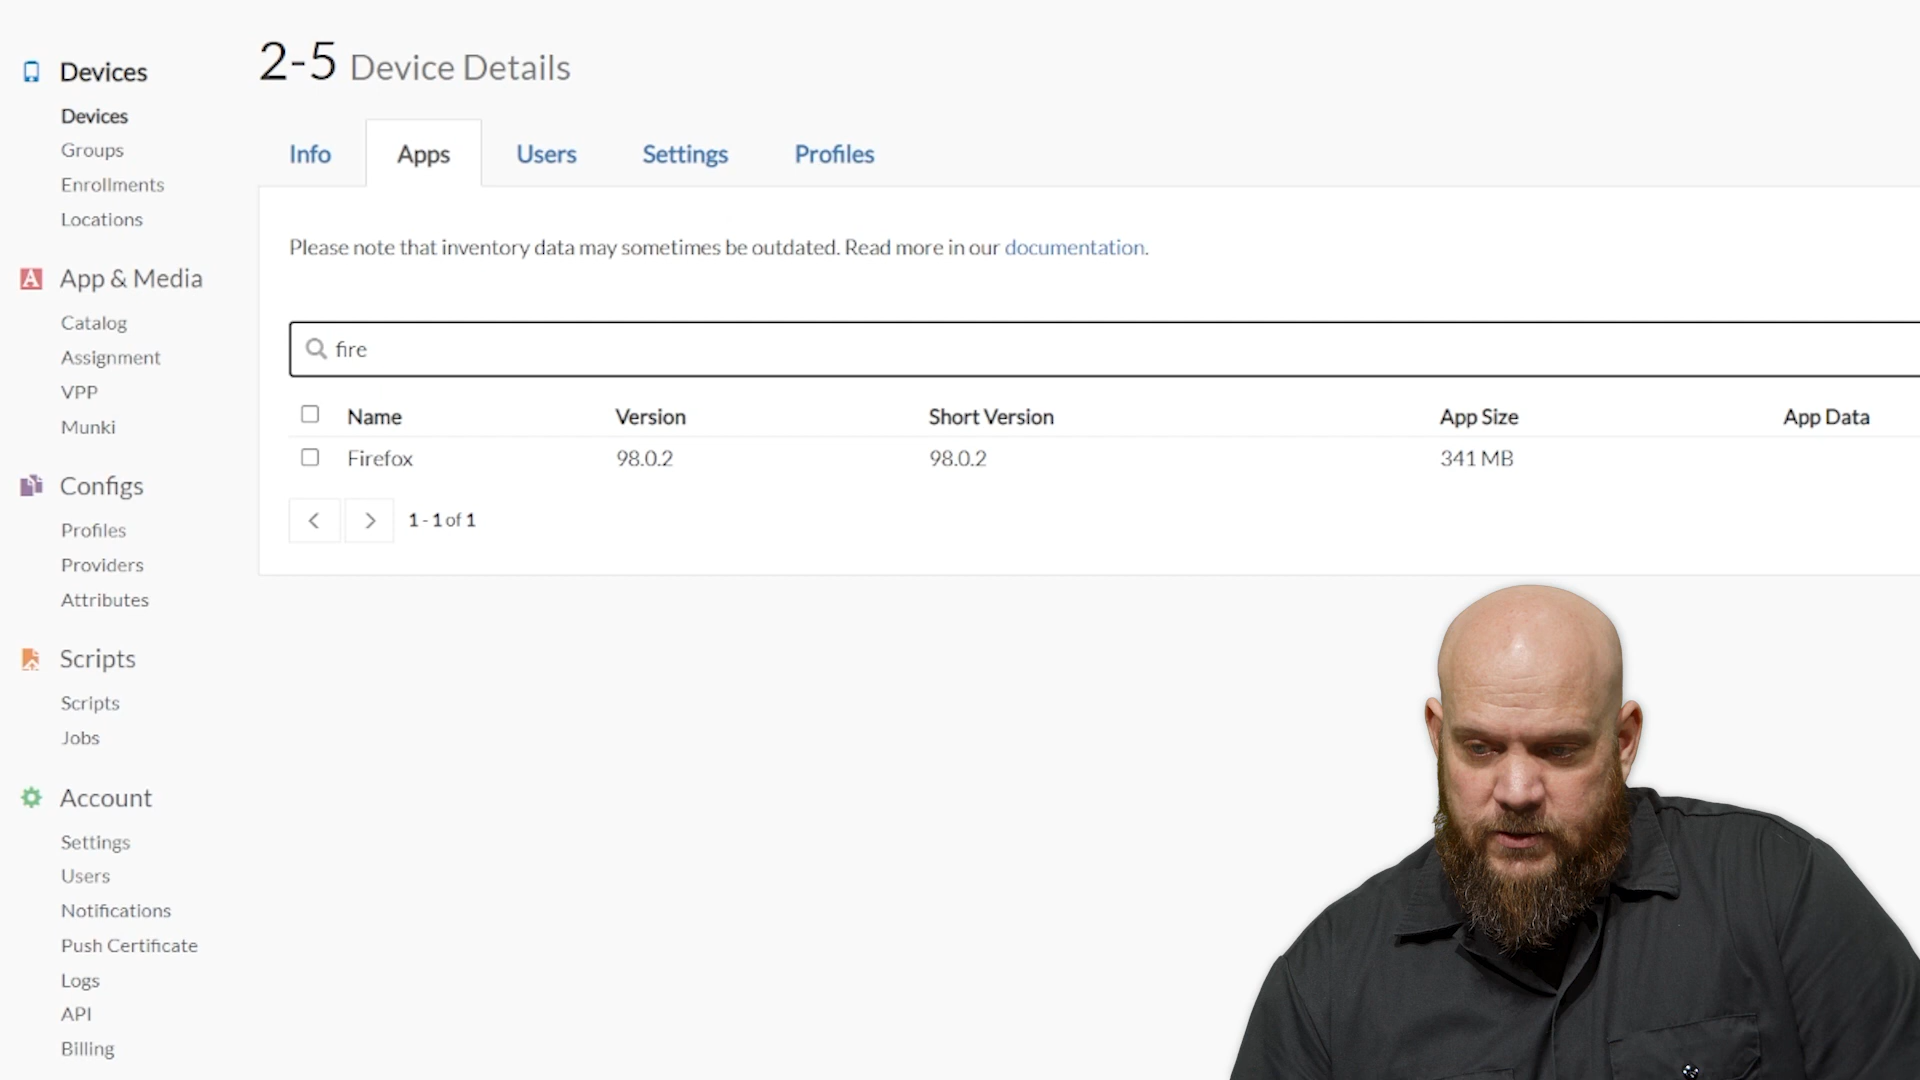 Devices
Devices
Groups
Enrollments
Locations
App & Media
Catalog
Assignment
VPP
Munki
Configs
Profiles
Providers
Attributes
Scripts
Scripts
Jobs
Account
Settings
Users
Notifications
Push Certificate
Logs
API
Billing
2-5 Device Details
Info Apps Users Settings Profiles
Please note that inventory data may sometimes be outdated. Read more in our documentation.
fire
Name Version Short Version App Size App Data
Firefox 98.0.2 98.0.2 341 MB
1 - 1 of 1